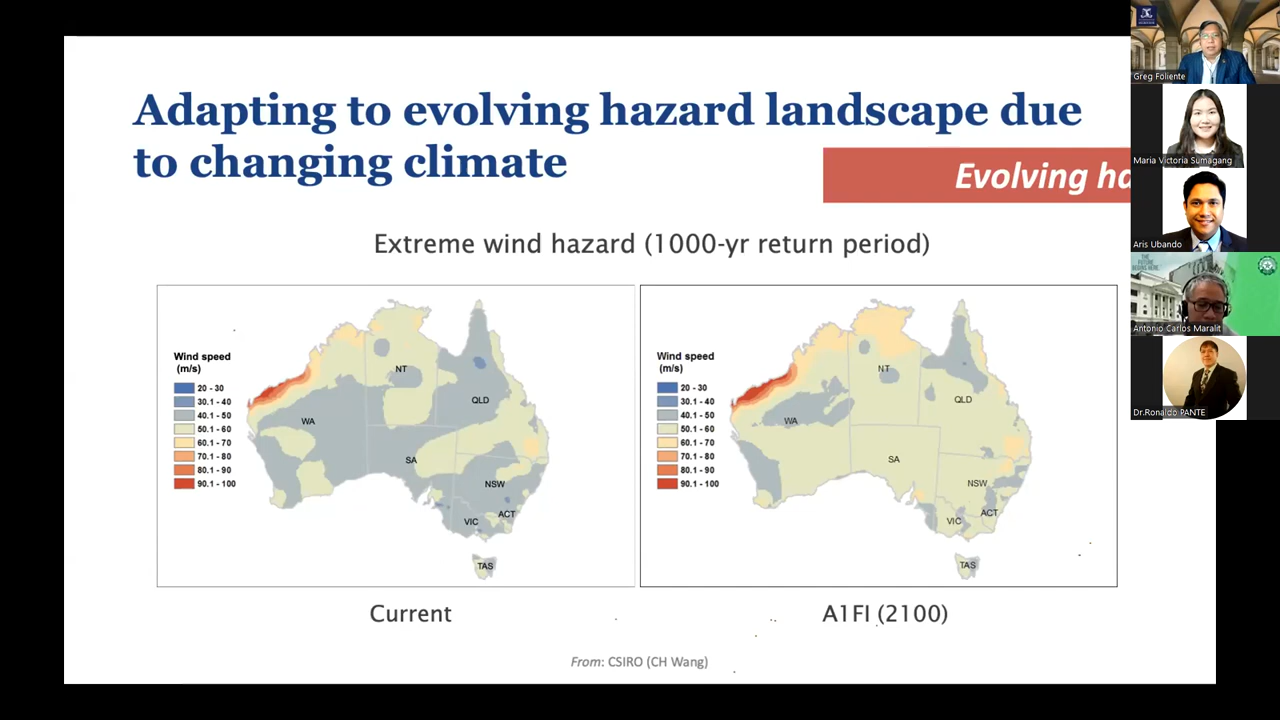 Adapting to evolving hazard landscape due
to changing climate
Evolving ha
Extreme wind hazard (1000-yr return period)
Wind speed
(m/s)
20 - 30
30.1 - 40
40.1 - 50
50.1 - 60
60.1 - 70
70.1 - 80
80.1 - 90
90.1 - 100
NT
QLD
WA
SA
NSW
ACT
VIC
TAS
Current
Wind speed
(m/s)
20 - 30
30.1 - 40
40.1 - 50
50.1 - 60
60.1 - 70
70.1 - 80
80.1 - 90
90.1 - 100
NT
QLD
WA
SA
NSW
ACT
VIC
TAS
A1FI (2100)
From: CSIRO (CH Wang)
Greg Foliente
Maria Victoria Sumagang
Aris Ubando
THE
FUTURE
BEGINS HERE.
Antonio Carlos Maralit
Dr.Ronaldo PANTE